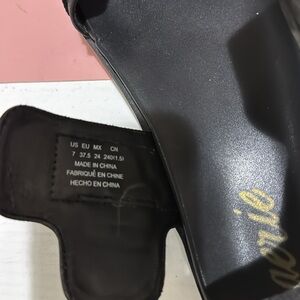 US EU MX CN
7 37.5 24 240(1.5)
MADE IN CHINA
FABRIQUÉ EN CHINE
HECHO EN CHINA
aerie